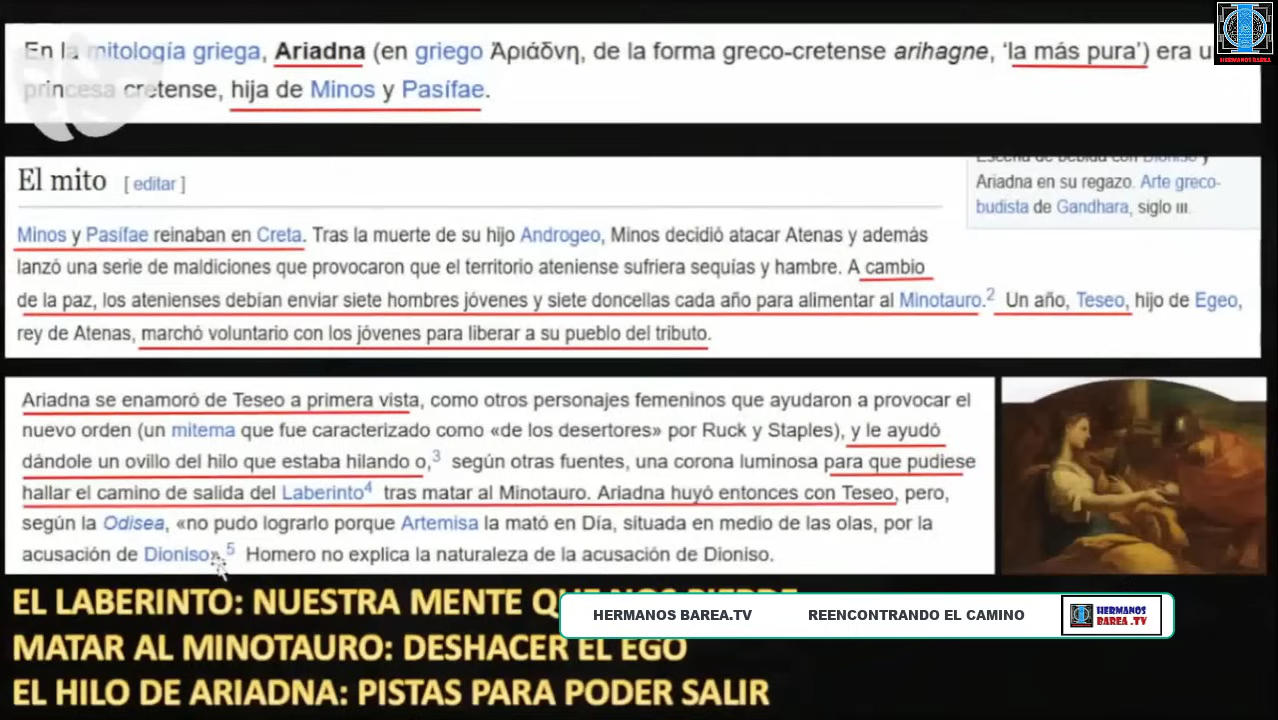 En la mitología griega, Ariadna (en griego Ἀριάδνη, de la forma greco-cretense arihagne, ‘la más pura’) era u
princesa cretense, hija de Minos y Pasífae.
HERMANOS BAREA
El mito [ editar ]
Escena de bebida con Dioniso y
Ariadna en su regazo. Arte greco-
budista de Gandhara, siglo III.
Minos y Pasífae reinaban en Creta. Tras la muerte de su hijo Androgeo, Minos decidió atacar Atenas y además
lanzó una serie de maldiciones que provocaron que el territorio ateniense sufriera sequías y hambre. A cambio
de la paz, los atenienses debían enviar siete hombres jóvenes y siete doncellas cada año para alimentar al Minotauro.2 Un año, Teseo, hijo de Egeo,
rey de Atenas, marchó voluntario con los jóvenes para liberar a su pueblo del tributo.
Ariadna se enamoró de Teseo a primera vista, como otros personajes femeninos que ayudaron a provocar el
nuevo orden (un mitema que fue caracterizado como «de los desertores» por Ruck y Staples), y le ayudó
dándole un ovillo del hilo que estaba hilando o,3 según otras fuentes, una corona luminosa para que pudiese
hallar el camino de salida del Laberinto4 tras matar al Minotauro. Ariadna huyó entonces con Teseo, pero,
según la Odisea, «no pudo lograrlo porque Artemisa la mató en Día, situada en medio de las olas, por la
acusación de Dioniso».5 Homero no explica la naturaleza de la acusación de Dioniso.
EL LABERINTO: NUESTRA MENTE QUE NOS PIERDE
MATAR AL MINOTAURO: DESHACER EL EGO
EL HILO DE ARIADNA: PISTAS PARA PODER SALIR
HERMANOS BAREA.TV REENCONTRANDO EL CAMINO
HERMANOS
BAREA .TV